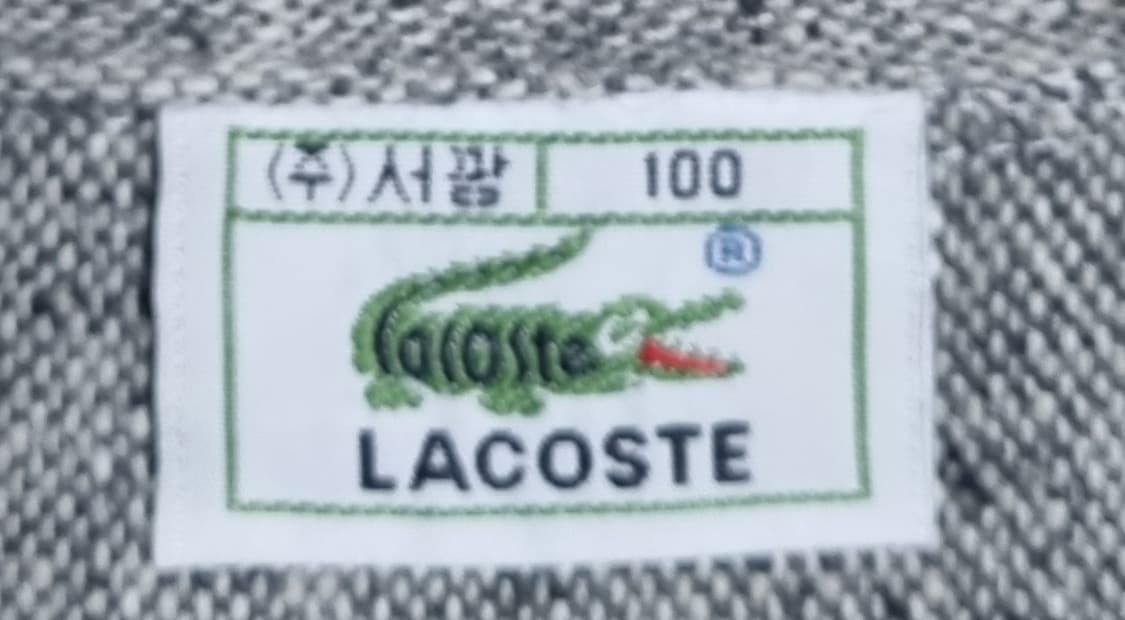 (주)서광 100
®
lacoste
LACOSTE